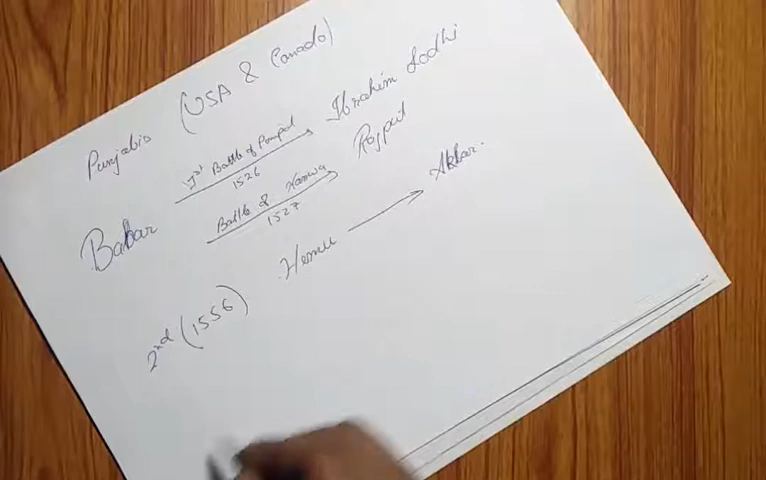 Punjabis (USA & Canada)
Babar 1st Battle of Panipat 1526 Ibrahim Lodhi
Battle of Kanwa 1527 Rajput
2nd (1556) Hemu Akbar